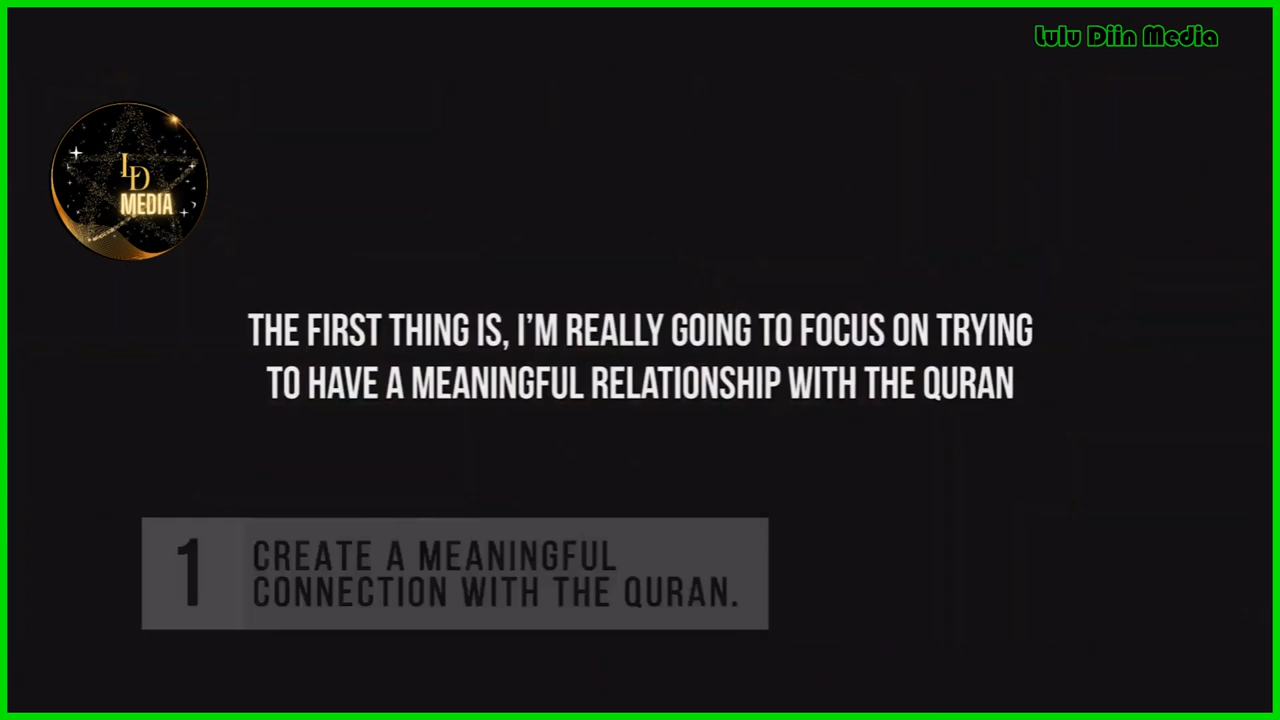 Lulu Diin Media
LD
MEDIA
THE FIRST THING IS, I'M REALLY GOING TO FOCUS ON TRYING
TO HAVE A MEANINGFUL RELATIONSHIP WITH THE QURAN
1
CREATE A MEANINGFUL
CONNECTION WITH THE QURAN.